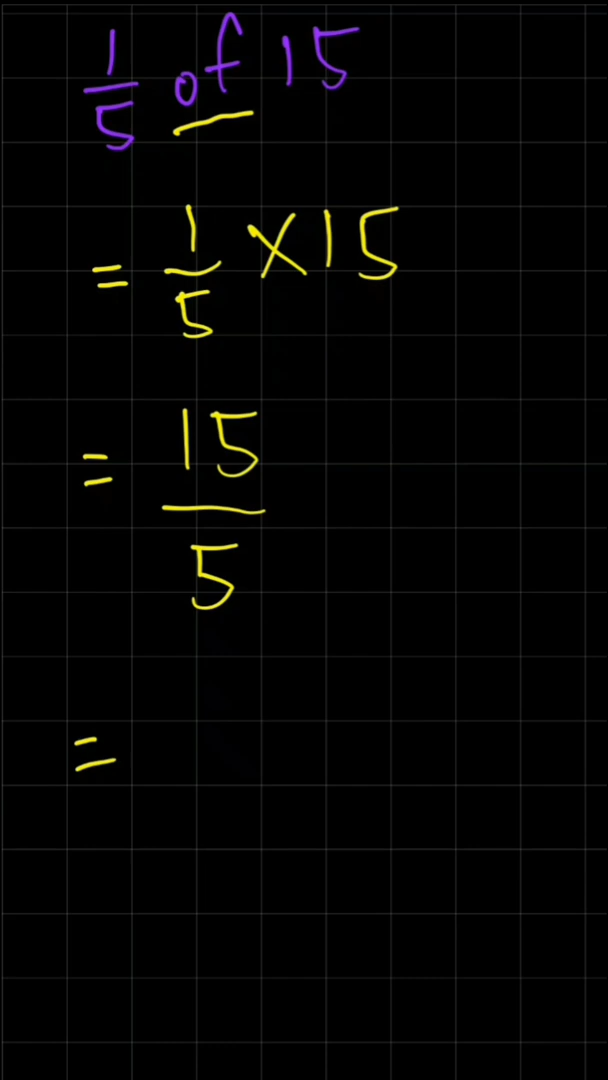 1/5 of 15
= 1/5 × 15
= 15/5
=